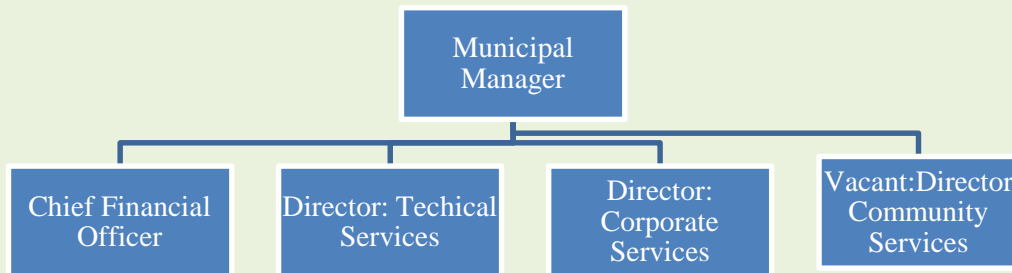 Municipal
Manager
Chief Financial
Officer
Director: Techical
Services
Director:
Corporate
Services
Vacant:Director
Community
Services